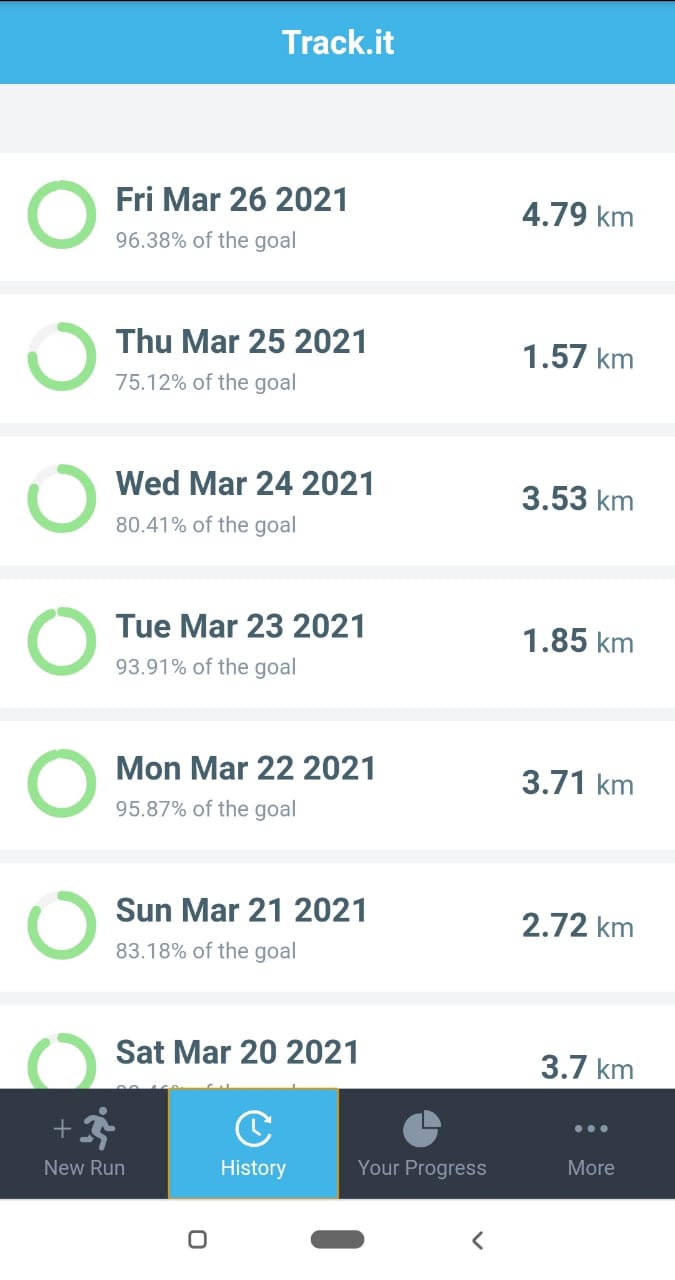 Track.it
Fri Mar 26 2021
96.38% of the goal
4.79 km
Thu Mar 25 2021
75.12% of the goal
1.57 km
Wed Mar 24 2021
80.41% of the goal
3.53 km
Tue Mar 23 2021
93.91% of the goal
1.85 km
Mon Mar 22 2021
95.87% of the goal
3.71 km
Sun Mar 21 2021
83.18% of the goal
2.72 km
Sat Mar 20 2021
3.7 km
New Run
History
Your Progress
More